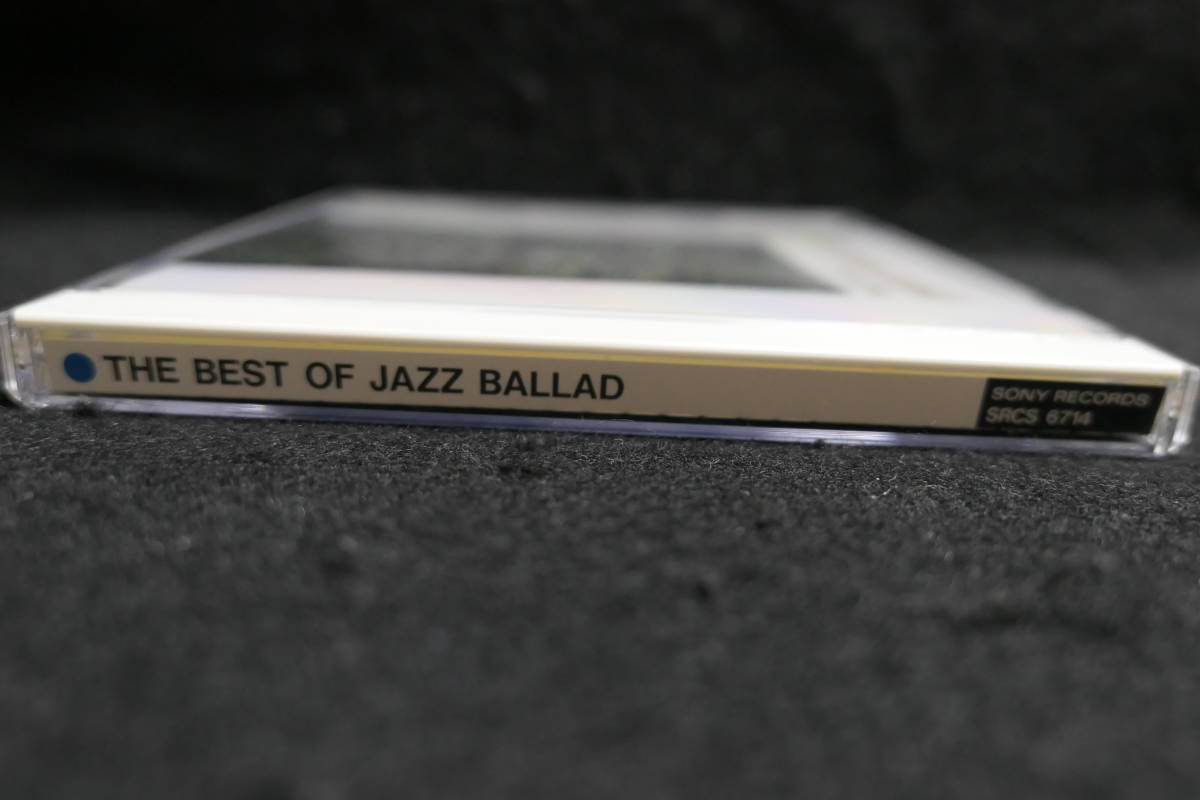 THE BEST OF JAZZ BALLAD
SONY RECORDS
SRCS 6714